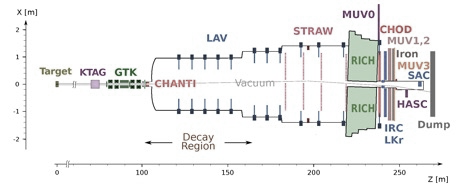 X [m]
MUV0
2
STRAW
CHOD
LAV
MUV1,2
1
Target
KTAG
GTK
RICH
Iron
MUV3
SAC
0
CHANTI
Vacuum
HASC
-1
RICH
IRC
Dump
LKr
-2
Decay
Region
0
100
150
200
250
Z [m]